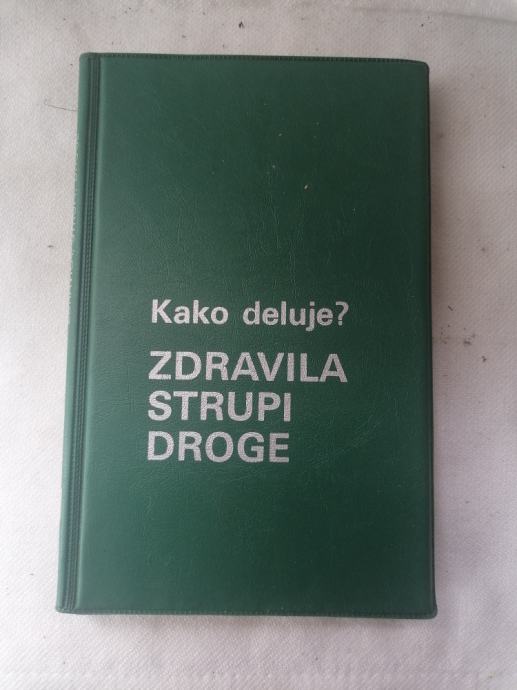 Kako deluje?
ZDRAVILA
STRUPI
DROGE